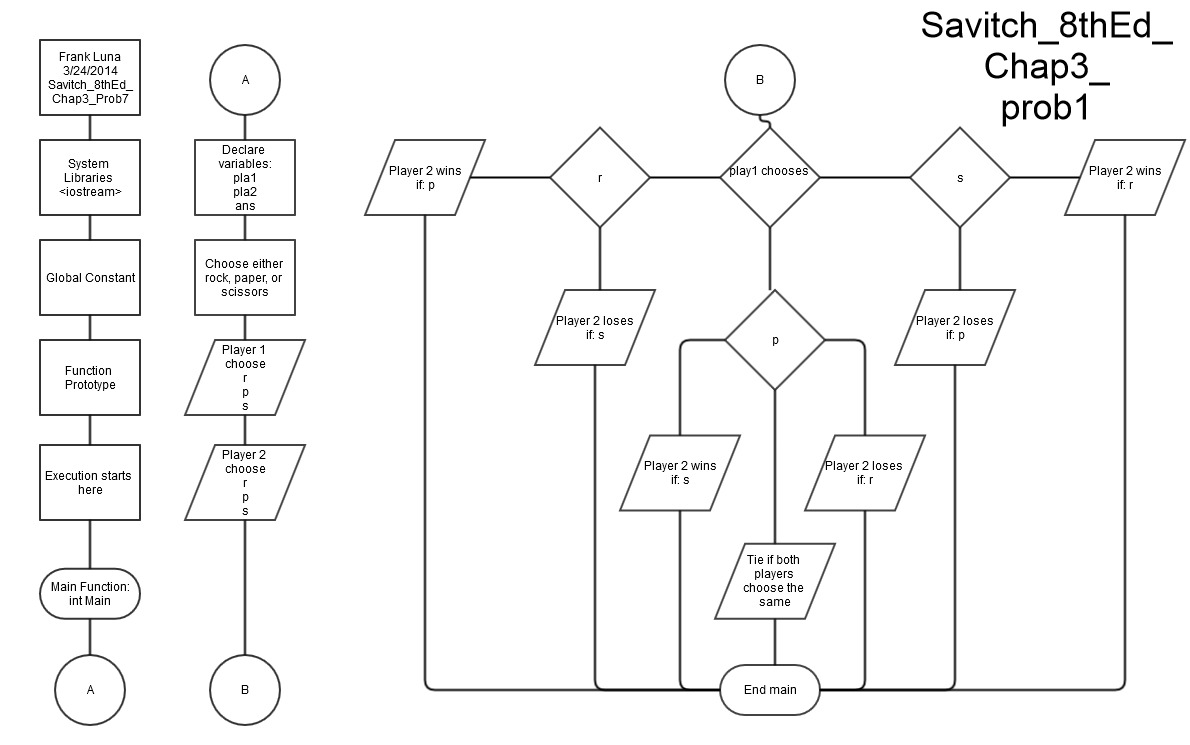 Savitch_8thEd_
Chap3_
prob1
Frank Luna
3/24/2014
Savitch_8thEd_
Chap3_Prob7
System
Libraries
<iostream>
Global Constant
Function
Prototype
Execution starts
here
Main Function:
int Main
A
A
Declare
variables:
pla1
pla2
ans
Choose either
rock, paper, or
scissors
Player 1
choose
r
p
s
Player 2
choose
r
p
s
B
B
play1 chooses
r
Player 2 wins
if: p
Player 2 loses
if: s
s
Player 2 wins
if: r
Player 2 loses
if: p
p
Player 2 wins
if: s
Player 2 loses
if: r
Tie if both
players
choose the
same
End main